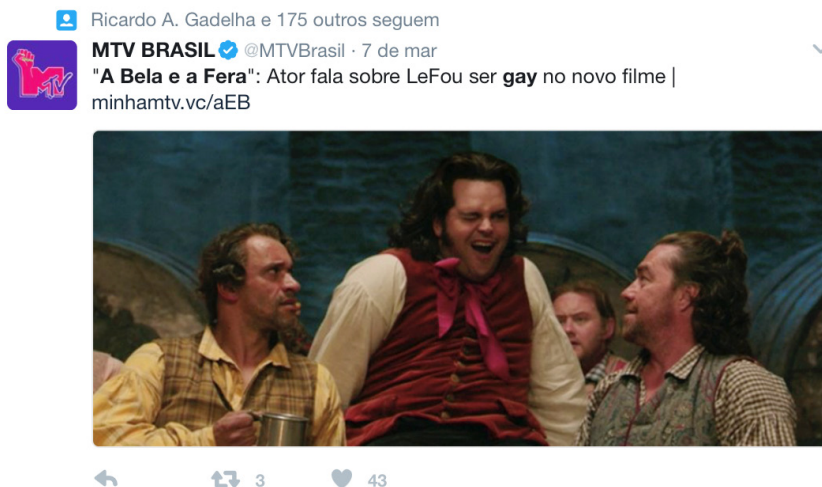 Ricardo A. Gadelha e 175 outros seguem
MTV BRASIL @MTVBrasil · 7 de mar
"A Bela e a Fera": Ator fala sobre LeFou ser gay no novo filme |
minhamtv.vc/aEB
MTV
3 43